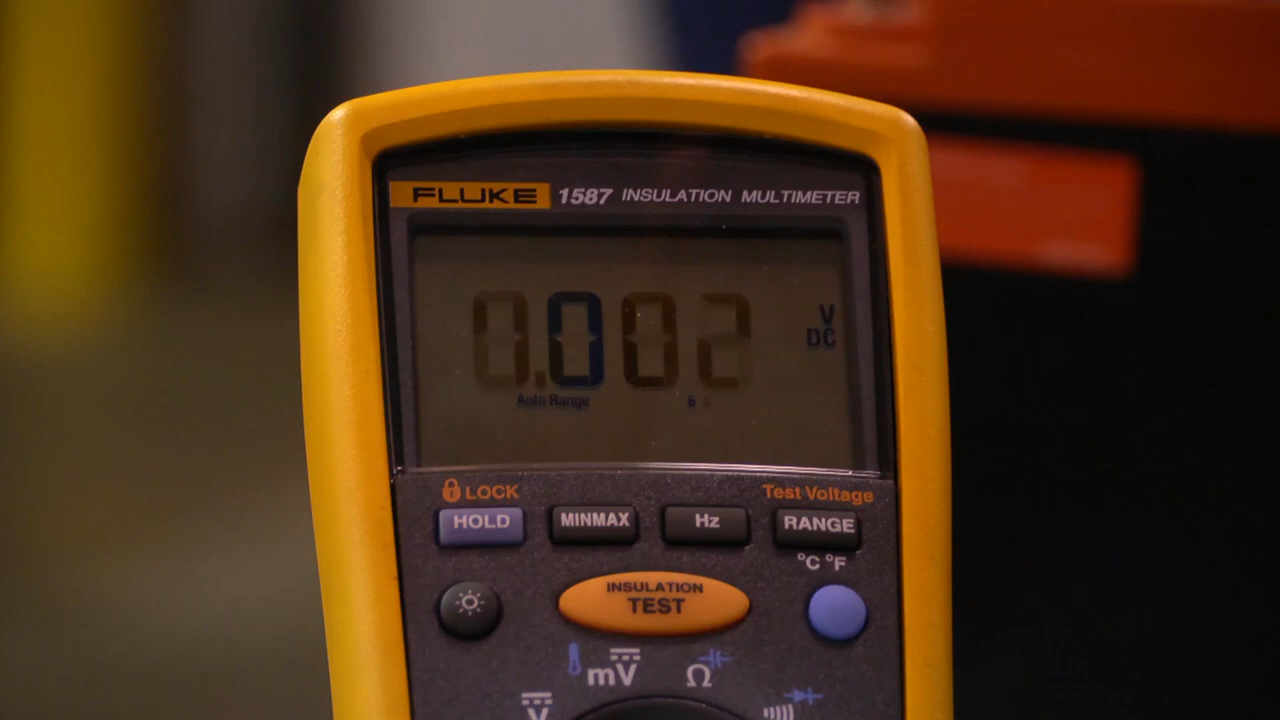 FLUKE 1587 INSULATION MULTIMETER
0.002 V DC
Auto Range 6
LOCK Test Voltage
HOLD MINMAX Hz RANGE
°C °F
INSULATION
TEST
mV Ω
V